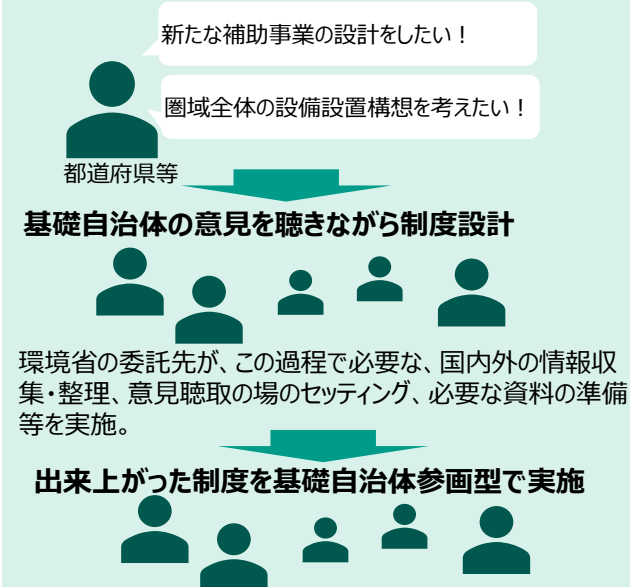 新たな補助事業の設計をしたい！
圏域全体の設備設置構想を考えたい！
都道府県等
基礎自治体の意見を聴きながら制度設計
環境省の委託先が、この過程で必要な、国内外の情報収
集・整理、意見聴取の場のセッティング、必要な資料の準備
等を実施。
出来上がった制度を基礎自治体参画型で実施